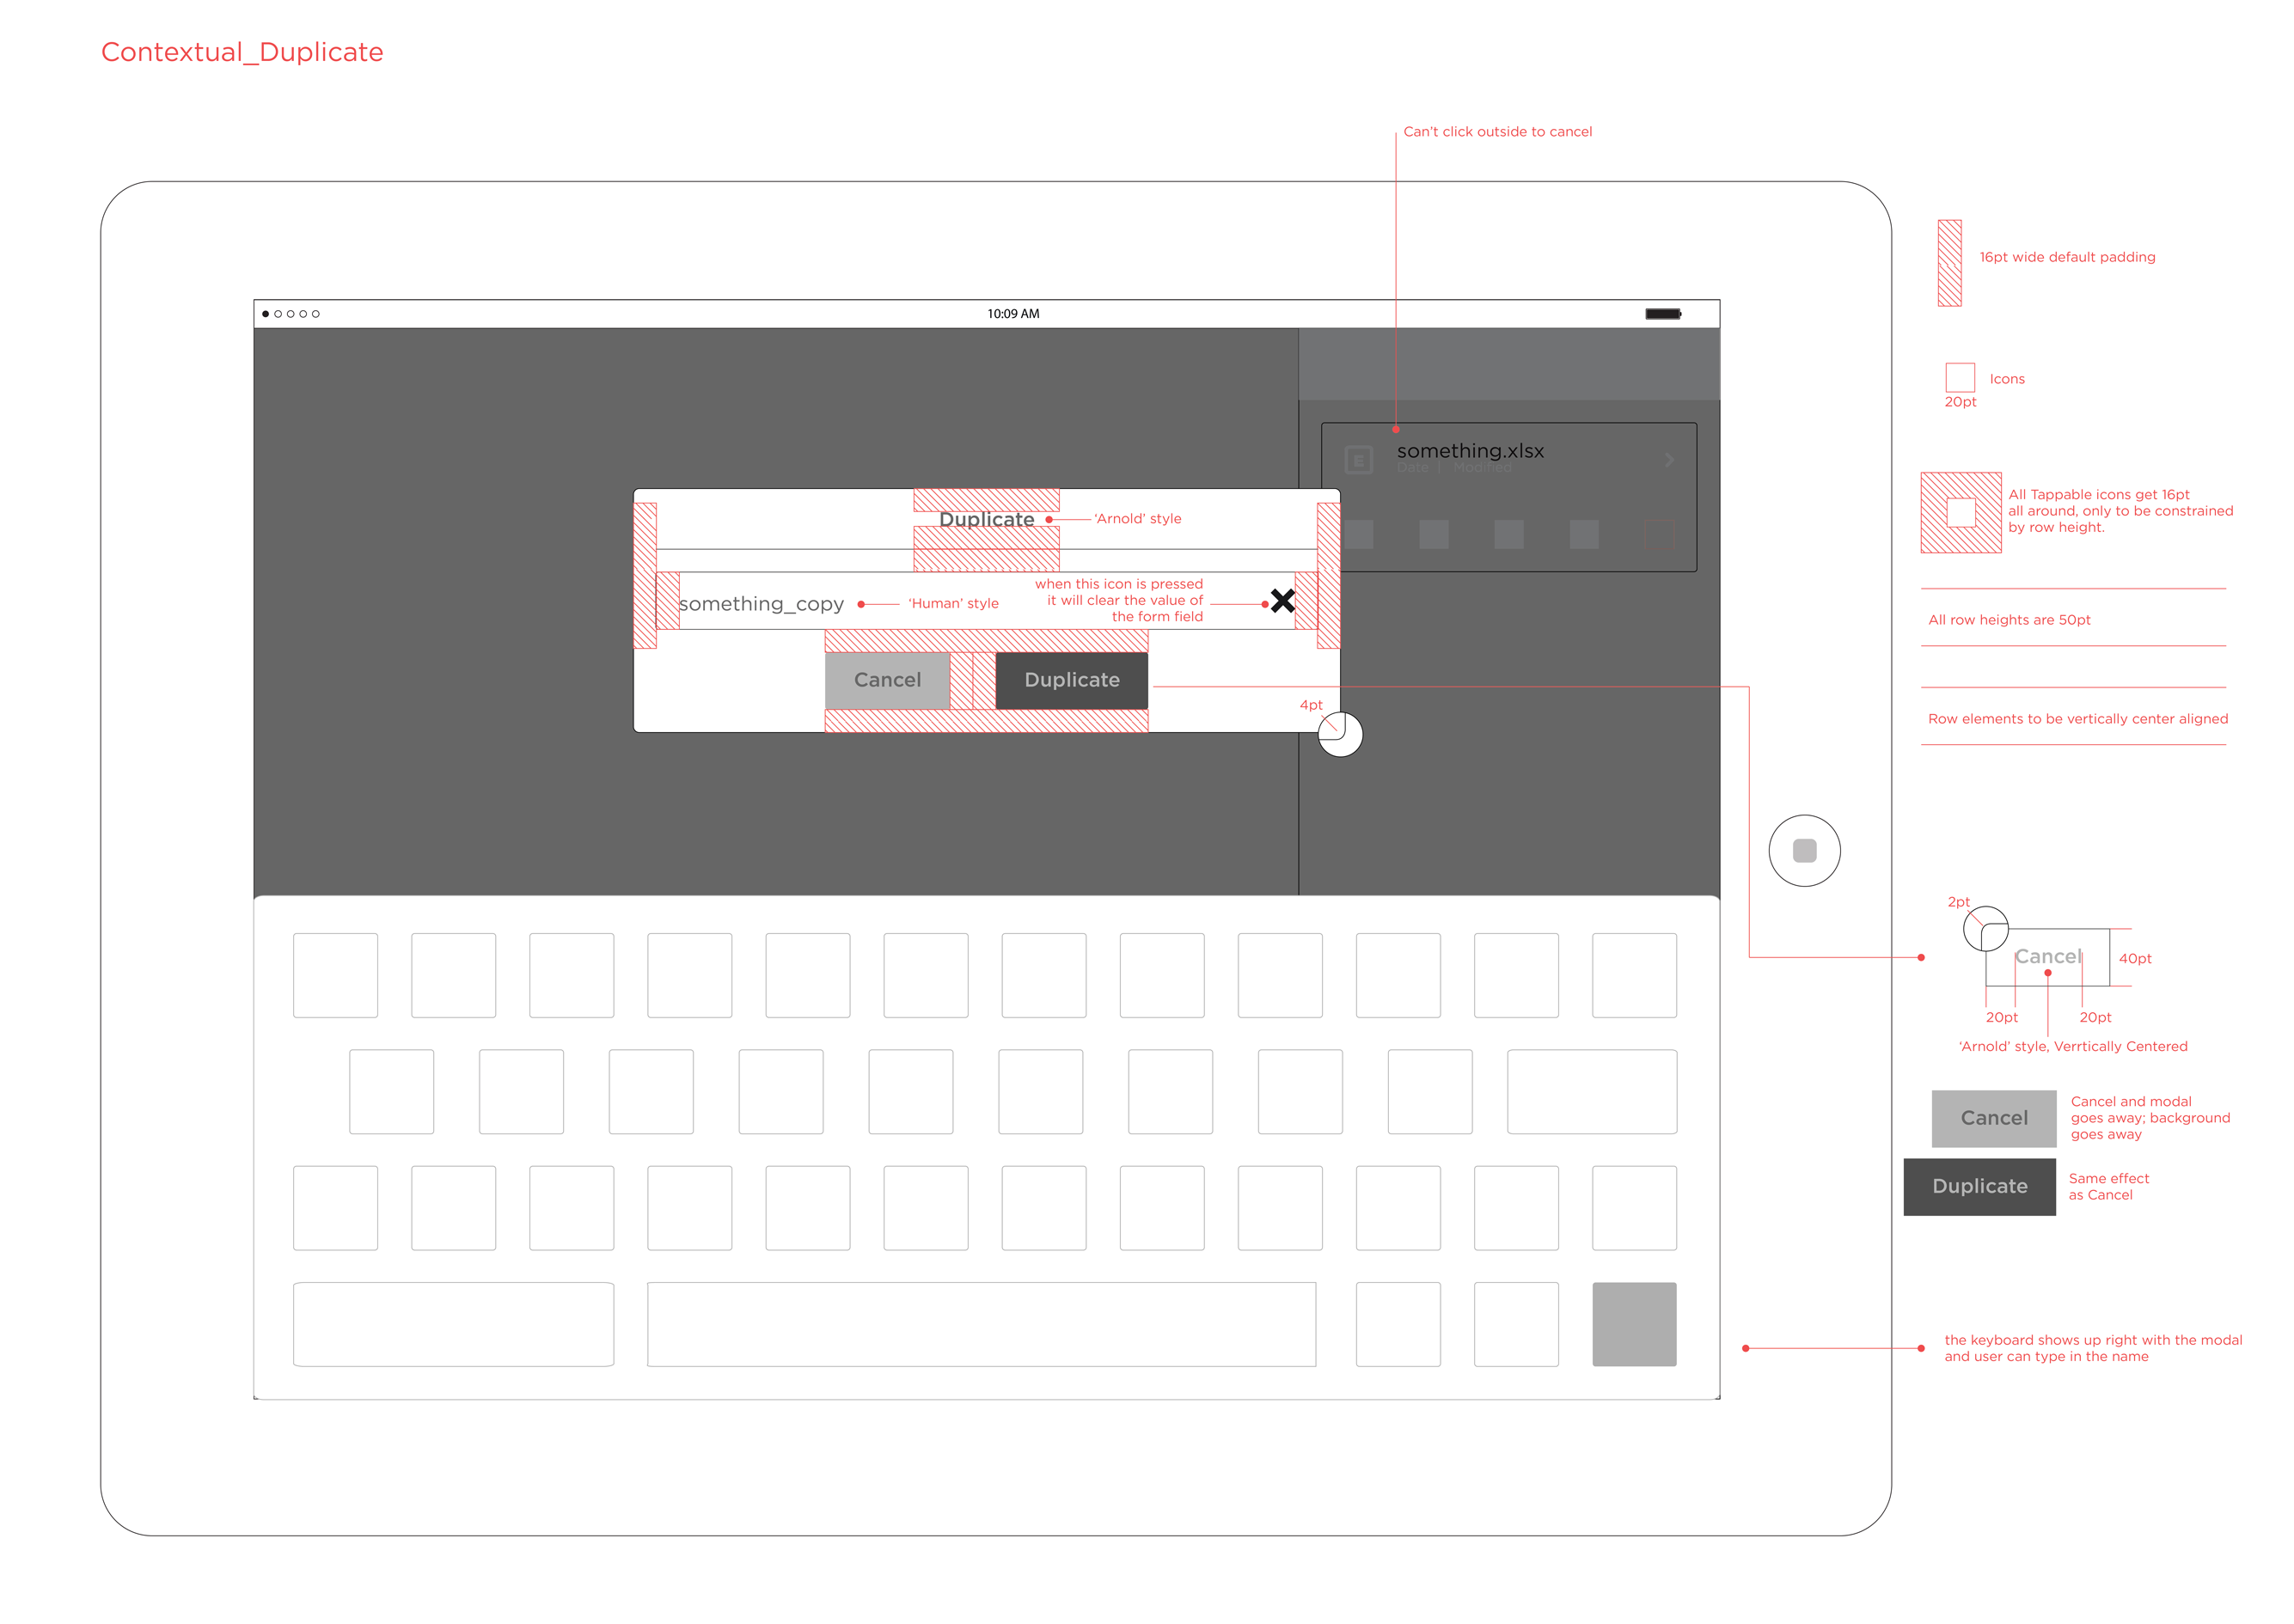 Contextual_Duplicate
Can't click outside to cancel
16pt wide default padding
10:09 AM
Icons
20pt
something.xlsx
E
Date | Modified
All Tappable icons get 16pt
all around, only to be constrained
by row height.
Duplicate
'Arnold' style
when this icon is pressed
it will clear the value of
the form field
something_copy
'Human' style
All row heights are 50pt
Cancel
Duplicate
4pt
Row elements to be vertically center aligned
2pt
Cancel
40pt
20pt
20pt
'Arnold' style, Verrtically Centered
Cancel
Cancel and modal
goes away; background
goes away
Duplicate
Same effect
as Cancel
the keyboard shows up right with the modal
and user can type in the name